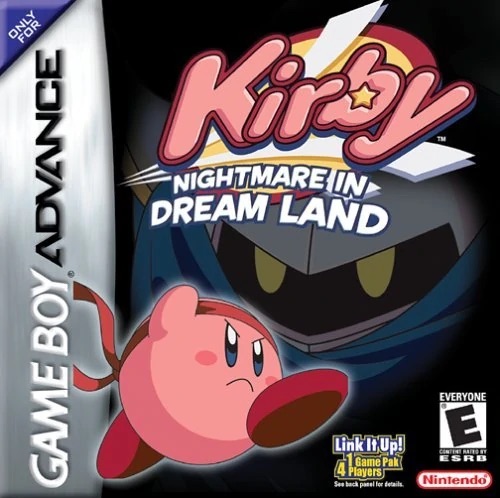 ONLY
FOR
GAME BOY ADVANCE
Kirby
TM
NIGHTMARE IN
DREAM LAND
Link It Up!
1 Game Pak
4 Players
See back panel for details.
EVERYONE
E
CONTENT RATED BY
ESRB
Nintendo